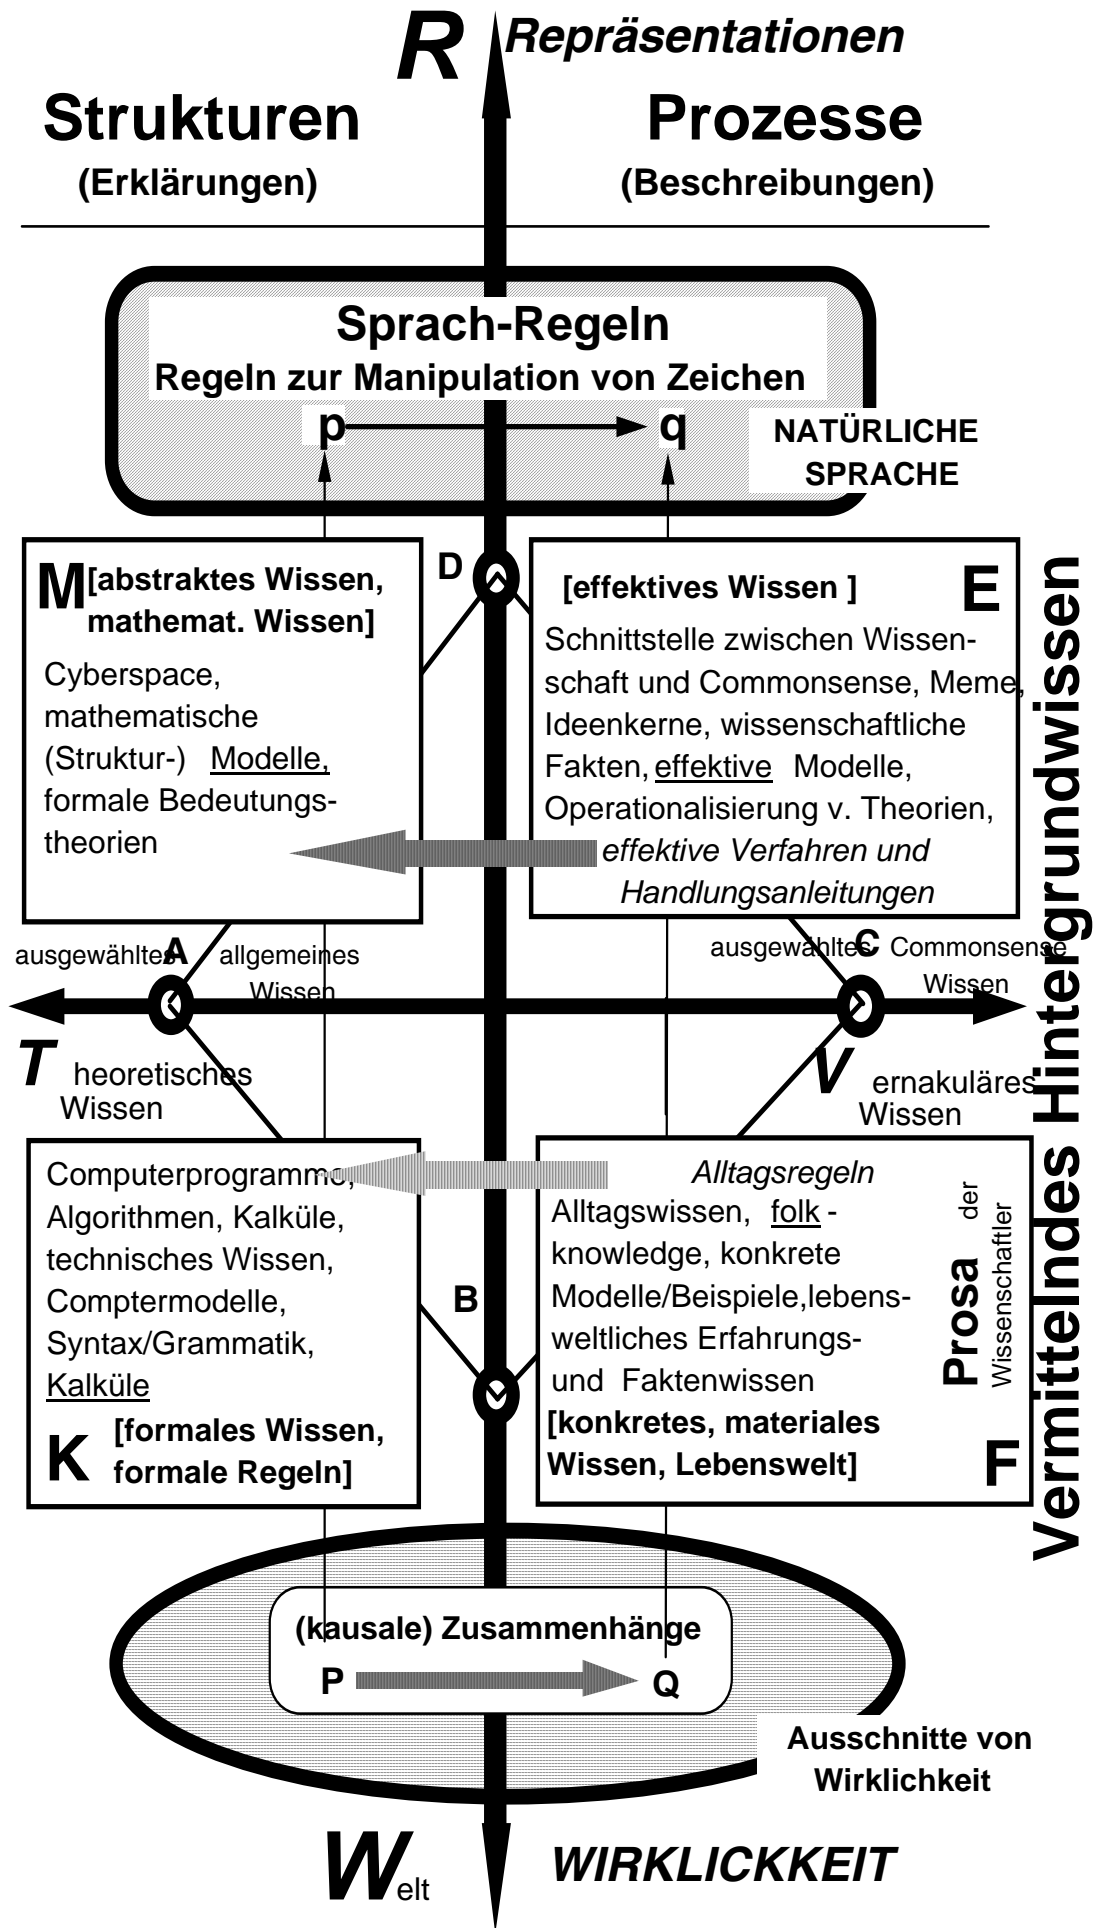 R Repräsentationen
Strukturen
(Erklärungen)
Prozesse
(Beschreibungen)
Sprach-Regeln
Regeln zur Manipulation von Zeichen
p q
NATÜRLICHE
SPRACHE
M [abstraktes Wissen,
mathemat. Wissen]
Cyberspace,
mathematische
(Struktur-) Modelle,
formale Bedeutungs-
theorien
D
[effektives Wissen ] E
Schnittstelle zwischen Wissen-
schaft und Commonsense, Meme,
Ideenkerne, wissenschaftliche
Fakten, effektive Modelle,
Operationalisierung v. Theorien,
effektive Verfahren und
Handlungsanleitungen
ausgewähltes A allgemeines
Wissen
ausgewähltes C Commonsense
Wissen
T heoretisches
Wissen
V ernakuläres
Wissen
Computerprogramme,
Algorithmen, Kalküle,
technisches Wissen,
Comptermodelle,
Syntax/Grammatik,
Kalküle
K [formales Wissen,
formale Regeln]
B
Alltagsregeln
Alltagswissen, folk -
knowledge, konkrete
Modelle/Beispiele,lebens-
weltliches Erfahrungs-
und Faktenwissen
[konkretes, materiales
Wissen, Lebenswelt]
F
Prosa der
Wissenschaftler
Vermittelndes Hintergrundwissen
(kausale) Zusammenhänge
P Q
Ausschnitte von
Wirklichkeit
Welt
WIRKLICKKEIT